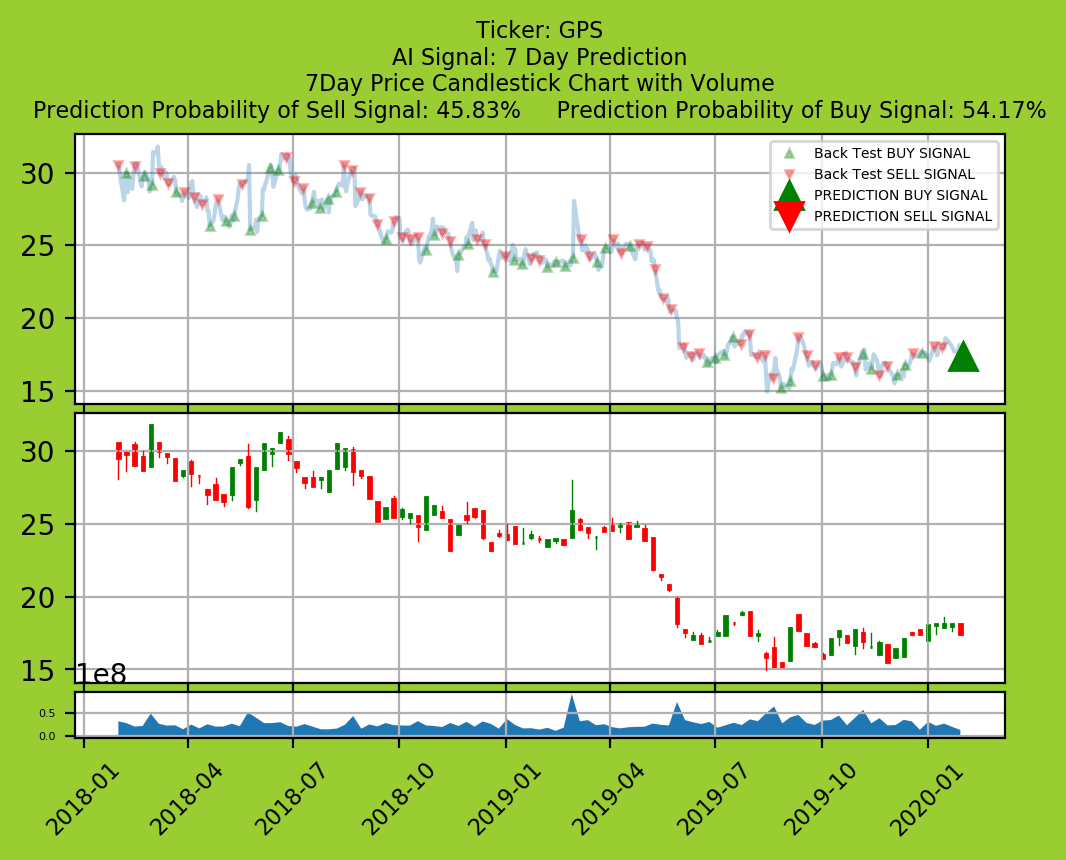 Ticker: GPS
AI Signal: 7 Day Prediction
7Day Price Candlestick Chart with Volume
Prediction Probability of Sell Signal: 45.83% Prediction Probability of Buy Signal: 54.17%
Back Test BUY SIGNAL
Back Test SELL SIGNAL
PREDICTION BUY SIGNAL
PREDICTION SELL SIGNAL
30
25
20
15
30
25
20
15
1e8
0.5
0.0
2018-01
2018-04
2018-07
2018-10
2019-01
2019-04
2019-07
2019-10
2020-01